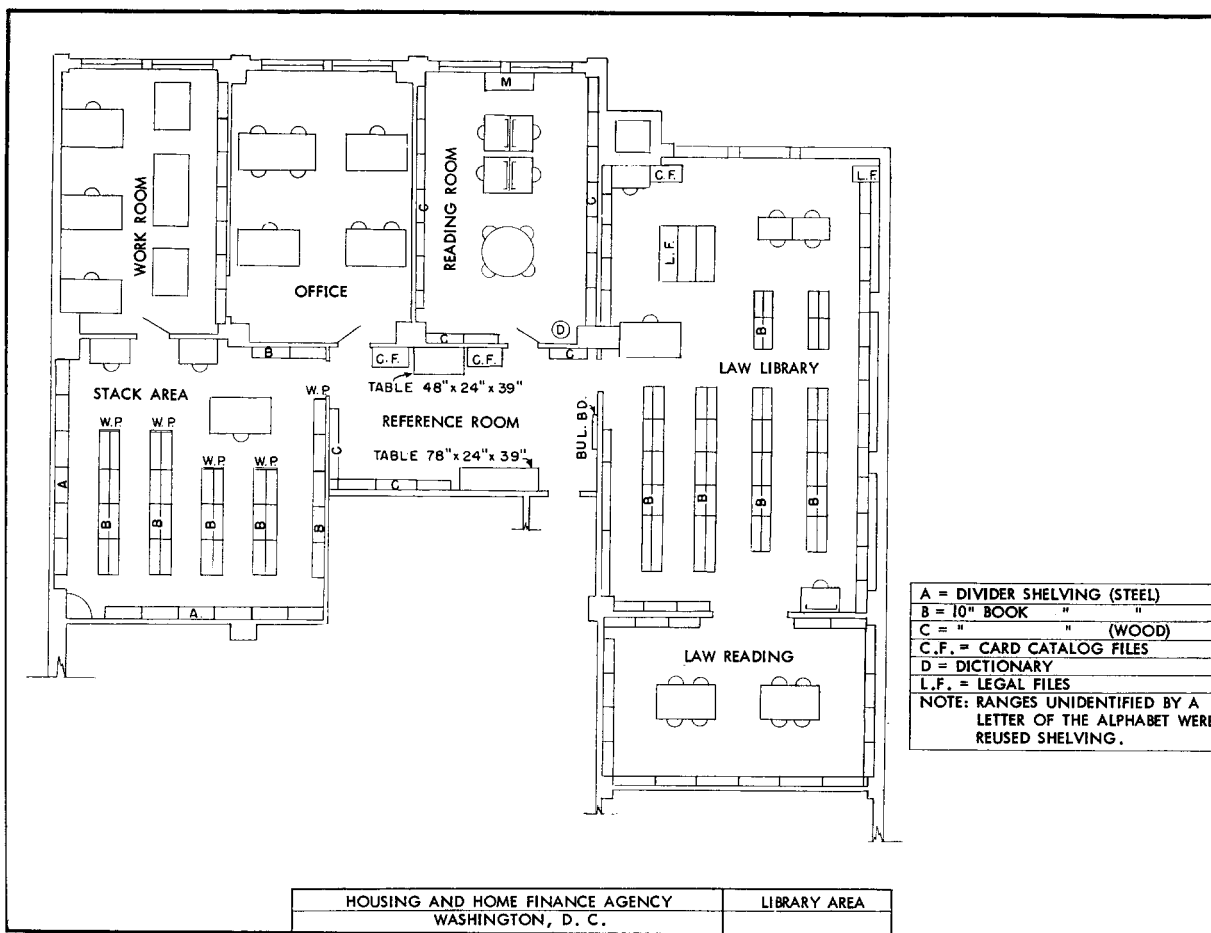 M
WORK ROOM
OFFICE
READING ROOM
C
C
C.F.
L.F.
L.F.
B
D
C
C
B
C.F.
C.F.
TABLE 48" x 24" x 39"
LAW LIBRARY
STACK AREA
W.P.
W.P.
W.P.
W.P.
W.P.
REFERENCE ROOM
BUL. BD.
TABLE 78" x 24" x 39"
C
C
A
B
B
B
B
B
B
B
B
B
A
LAW READING
A = DIVIDER SHELVING (STEEL)
B = 10" BOOK " "
C = " " (WOOD)
C.F. = CARD CATALOG FILES
D = DICTIONARY
L.F. = LEGAL FILES
NOTE: RANGES UNIDENTIFIED BY A
LETTER OF THE ALPHABET WERE
REUSED SHELVING.
HOUSING AND HOME FINANCE AGENCY
WASHINGTON, D. C.
LIBRARY AREA